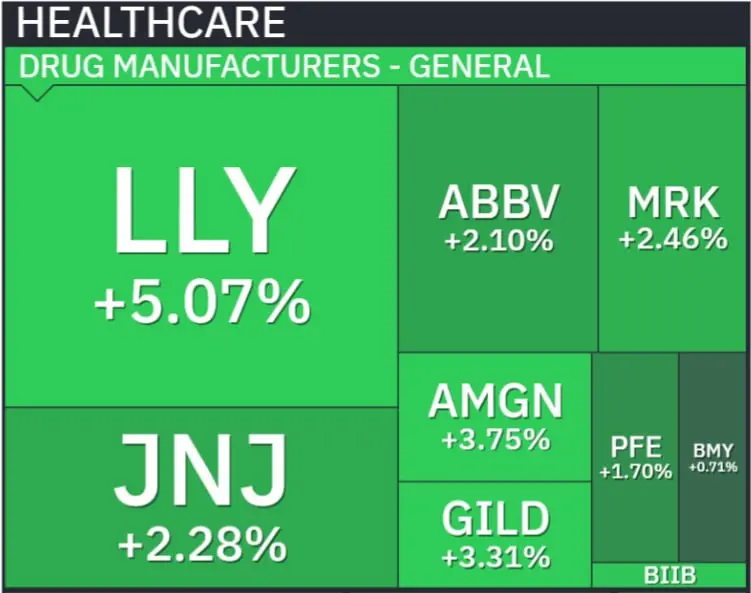 HEALTHCARE
DRUG MANUFACTURERS - GENERAL
LLY
+5.07%
JNJ
+2.28%
ABBV
+2.10%
MRK
+2.46%
AMGN
+3.75%
GILD
+3.31%
PFE
+1.70%
BMY
+0.71%
BIIB